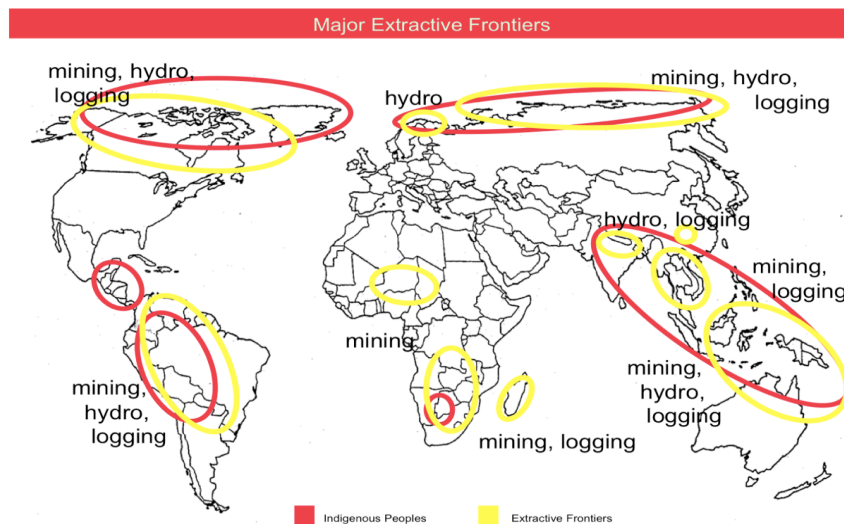 Major Extractive Frontiers
mining, hydro,
logging
hydro
mining, hydro,
logging
hydro, logging
mining,
logging
mining
mining,
hydro,
logging
mining,
hydro,
logging
mining, logging
Indigenous Peoples
Extractive Frontiers